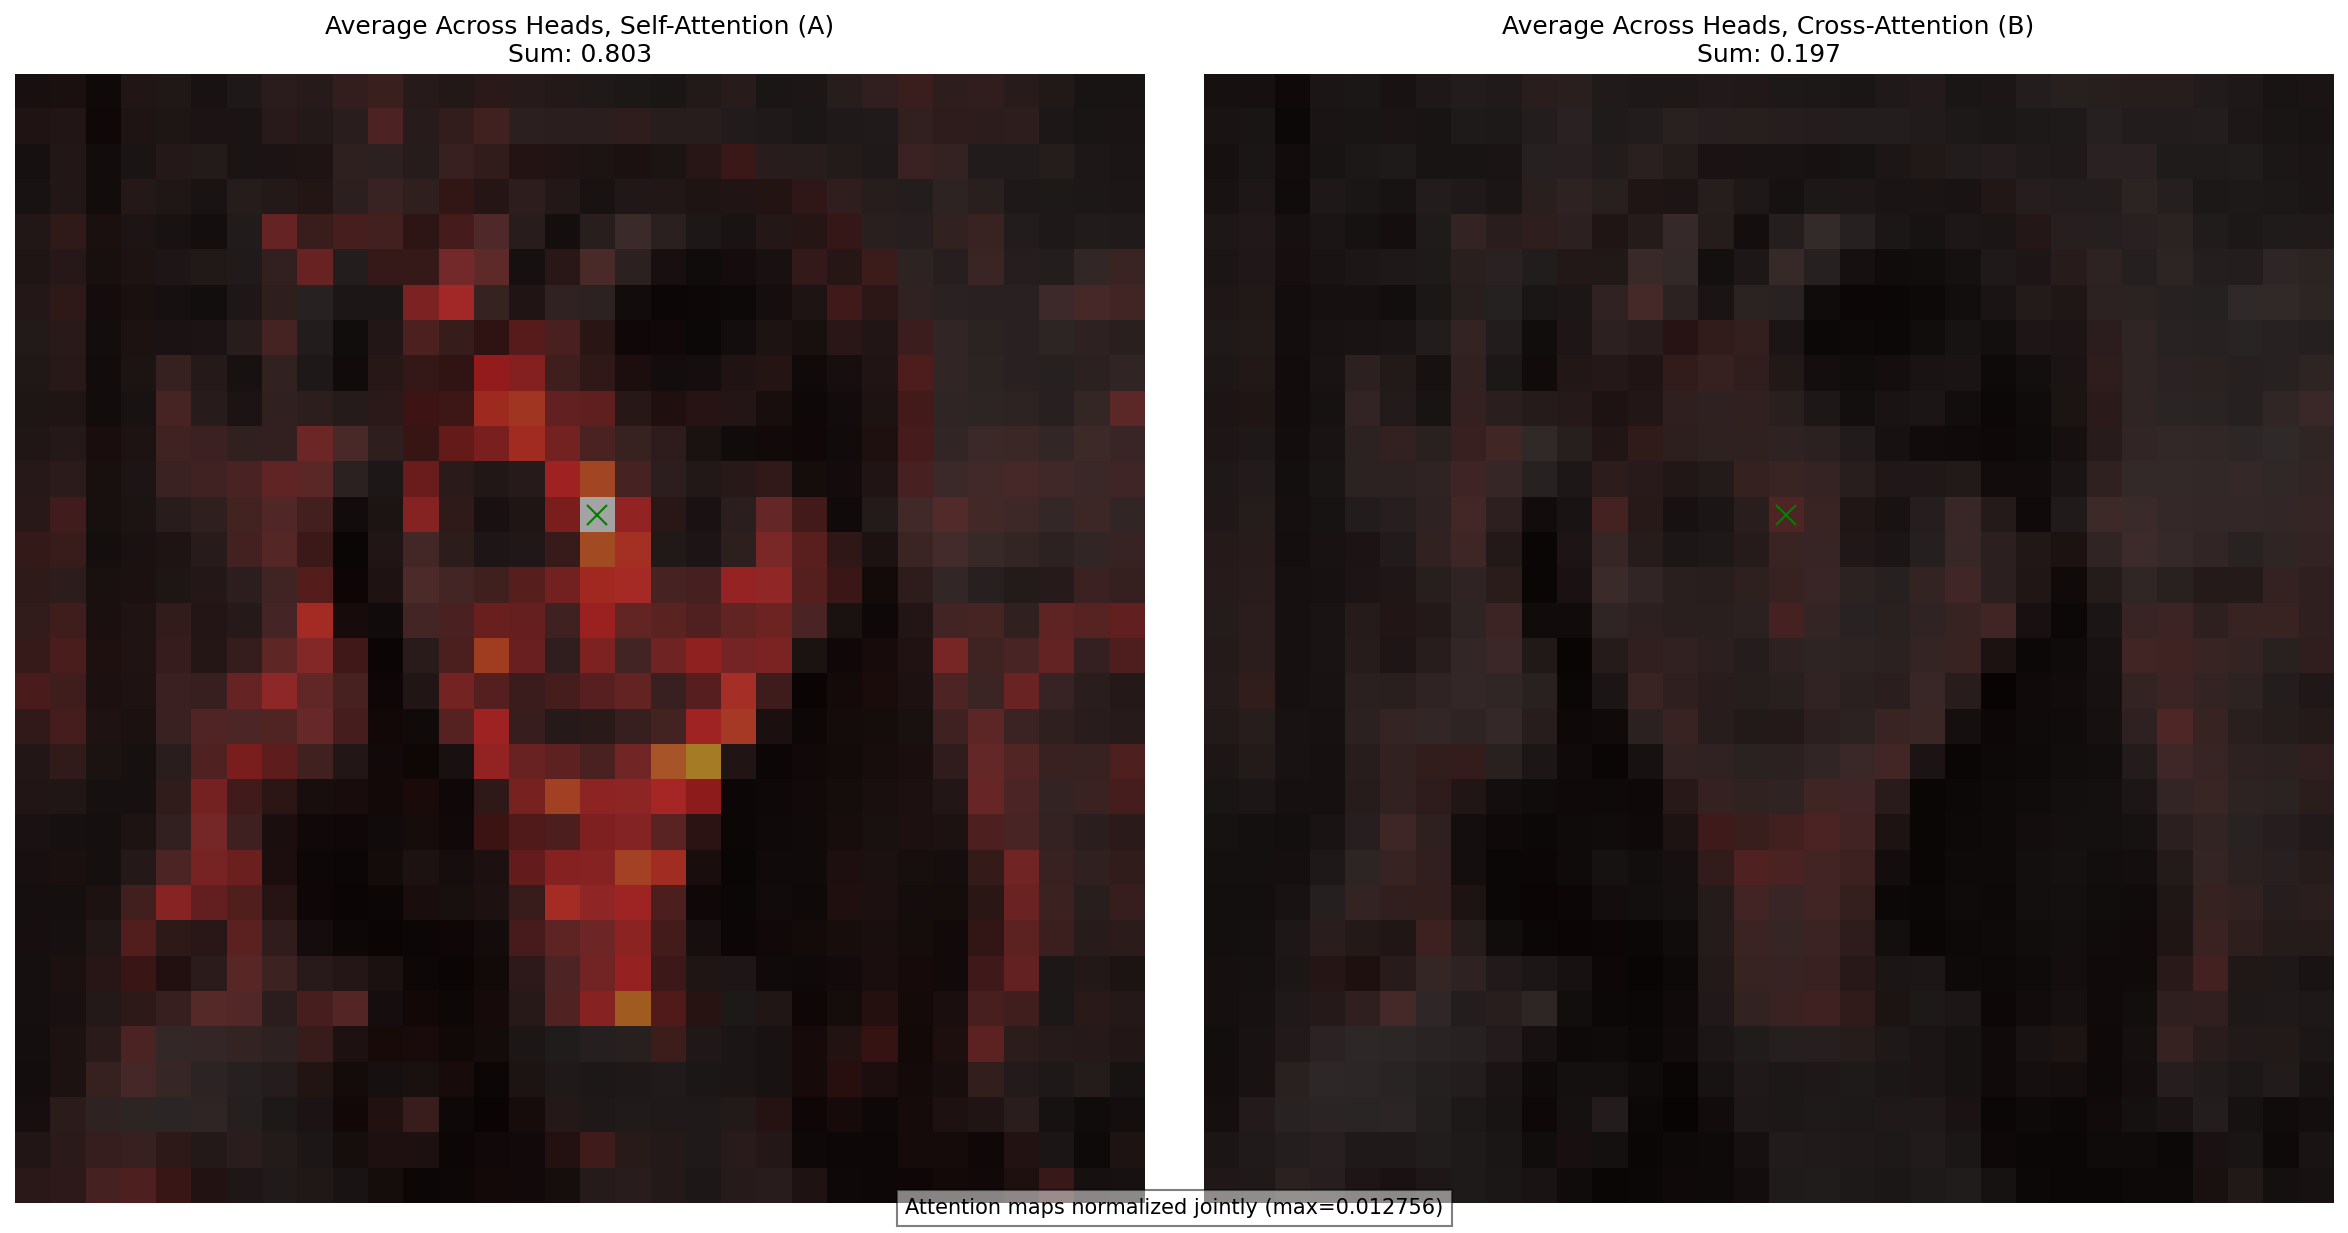 Average Across Heads, Self-Attention (A)
Sum: 0.803
Average Across Heads, Cross-Attention (B)
Sum: 0.197
Attention maps normalized jointly (max=0.012756)